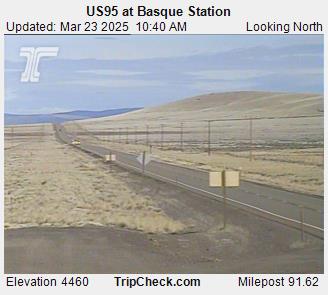 US95 at Basque Station
Updated: Mar 23 2025 10:40 AM Looking North
Elevation 4460 TripCheck.com Milepost 91.62